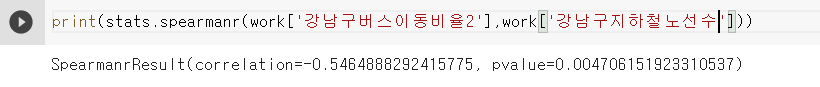 print(stats.spearmanr(work['강남구버스이동비율2'],work['강남구지하철노선수']))
SpearmanrResult(correlation=-0.5464888292415775, pvalue=0.004706151923310537)